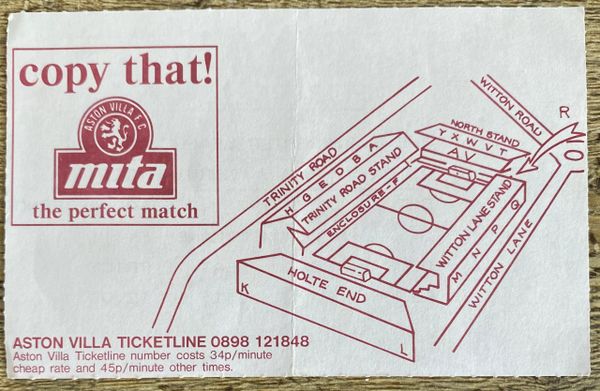 copy that!
ASTON VILLA F.C
mita
the perfect match
WITTON ROAD
R
NORTH STAND
Y X W V T
A V
TRINITY ROAD
H G E D B A
TRINITY ROAD STAND
ENCLOSURE-F
WITTON LANE STAND
M N P Q
WITTON LANE
HOLTE END
K
L
ASTON VILLA TICKETLINE 0898 121848
Aston Villa Ticketline number costs 34p/minute
cheap rate and 45p/minute other times.